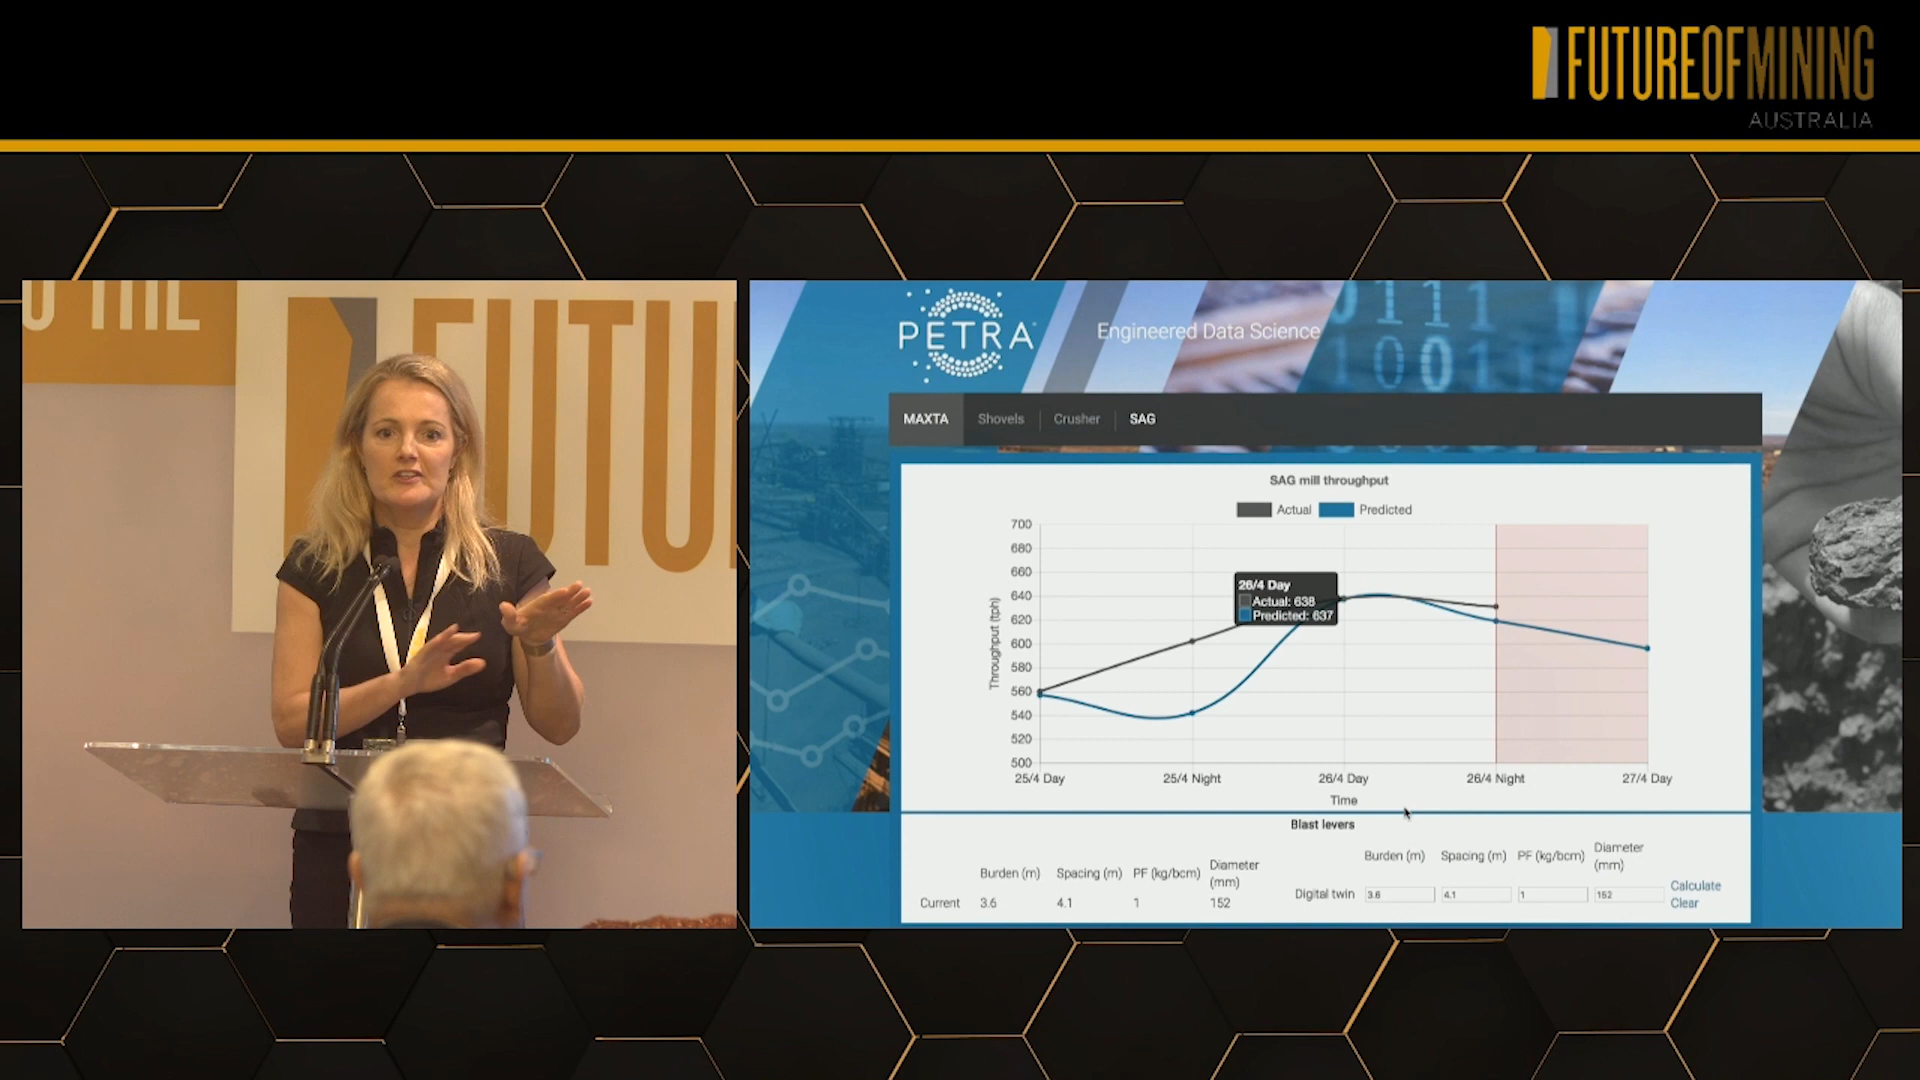 FUTUREOFMINING
AUSTRALIA
THE
FUTU
PETRA
Engineered Data Science
MAXTA
Shovels
Crusher
SAG
SAG mill throughput
Actual
Predicted
700
680
660
640
620
600
580
560
540
520
500
Throughput (tph)
26/4 Day
Actual: 638
Predicted: 637
25/4 Day
25/4 Night
26/4 Day
26/4 Night
27/4 Day
Time
Blast levers
Burden (m)
Spacing (m)
PF (kg/bcm)
Diameter
(mm)
Current
3.6
4.1
1
152
Burden (m)
Spacing (m)
PF (kg/bcm)
Diameter
(mm)
Digital twin
3.6
4.1
1
152
Calculate
Clear